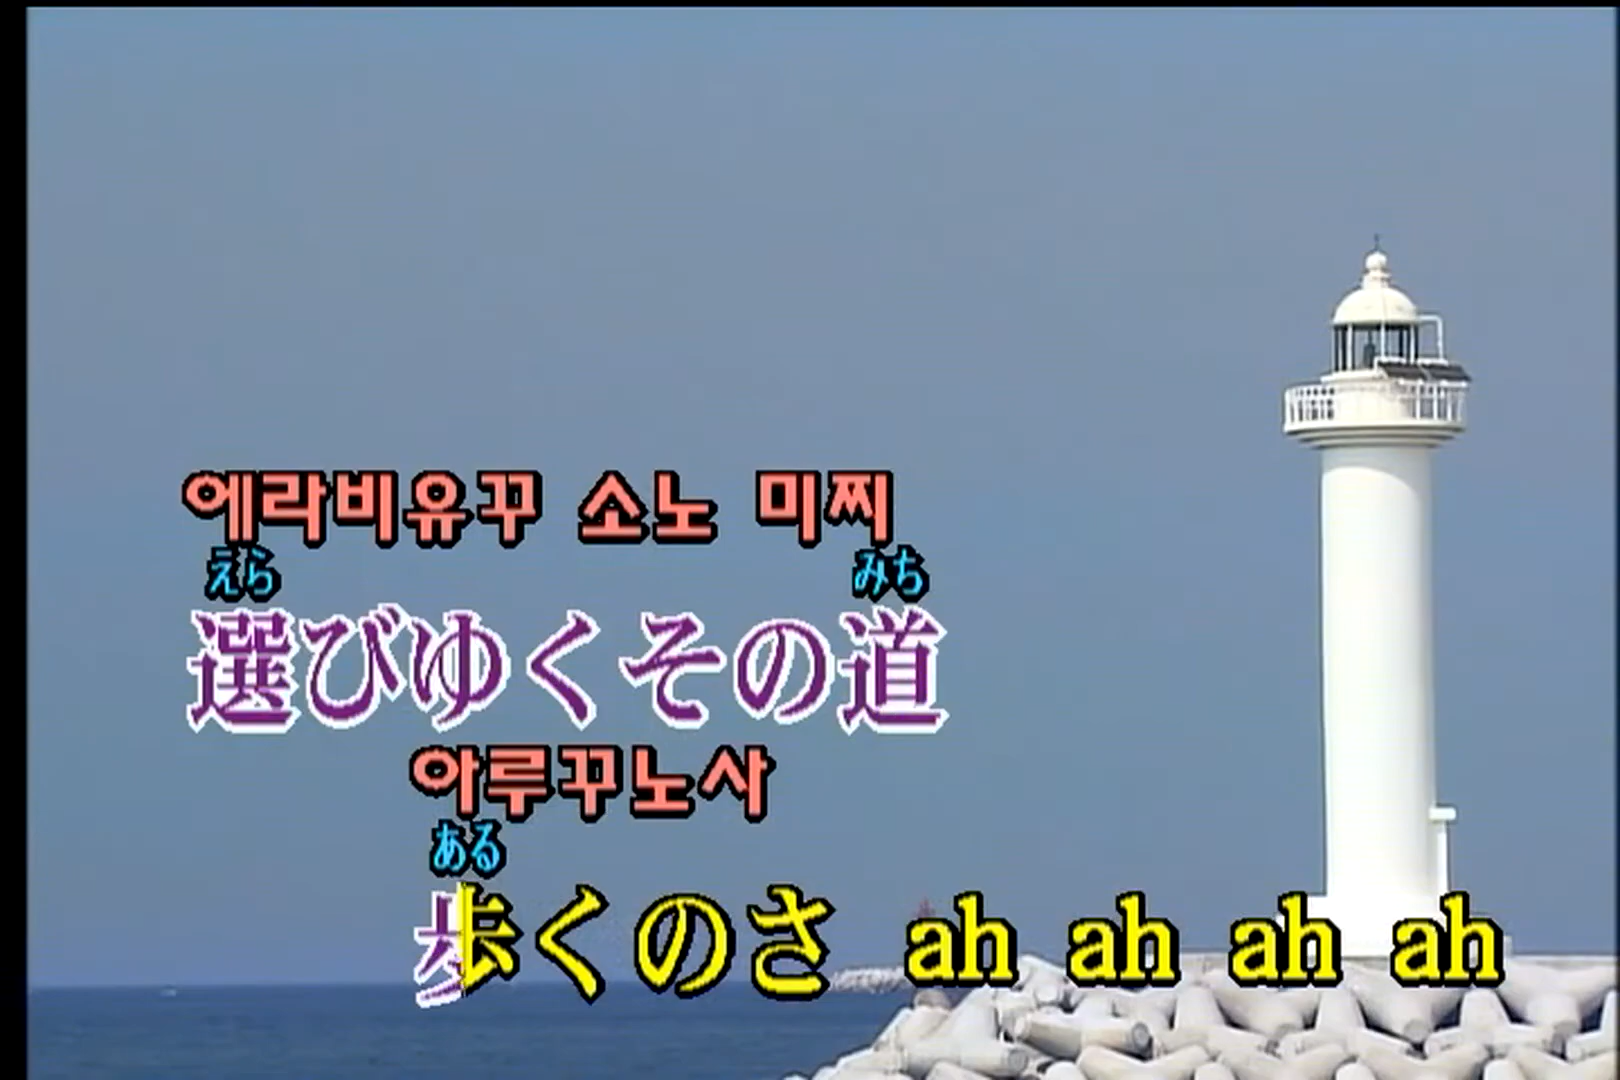 에라비유꾸 소노 미찌
えら みち
選びゆくその道
아루꾸노사
ある
歩くのさ ah ah ah ah